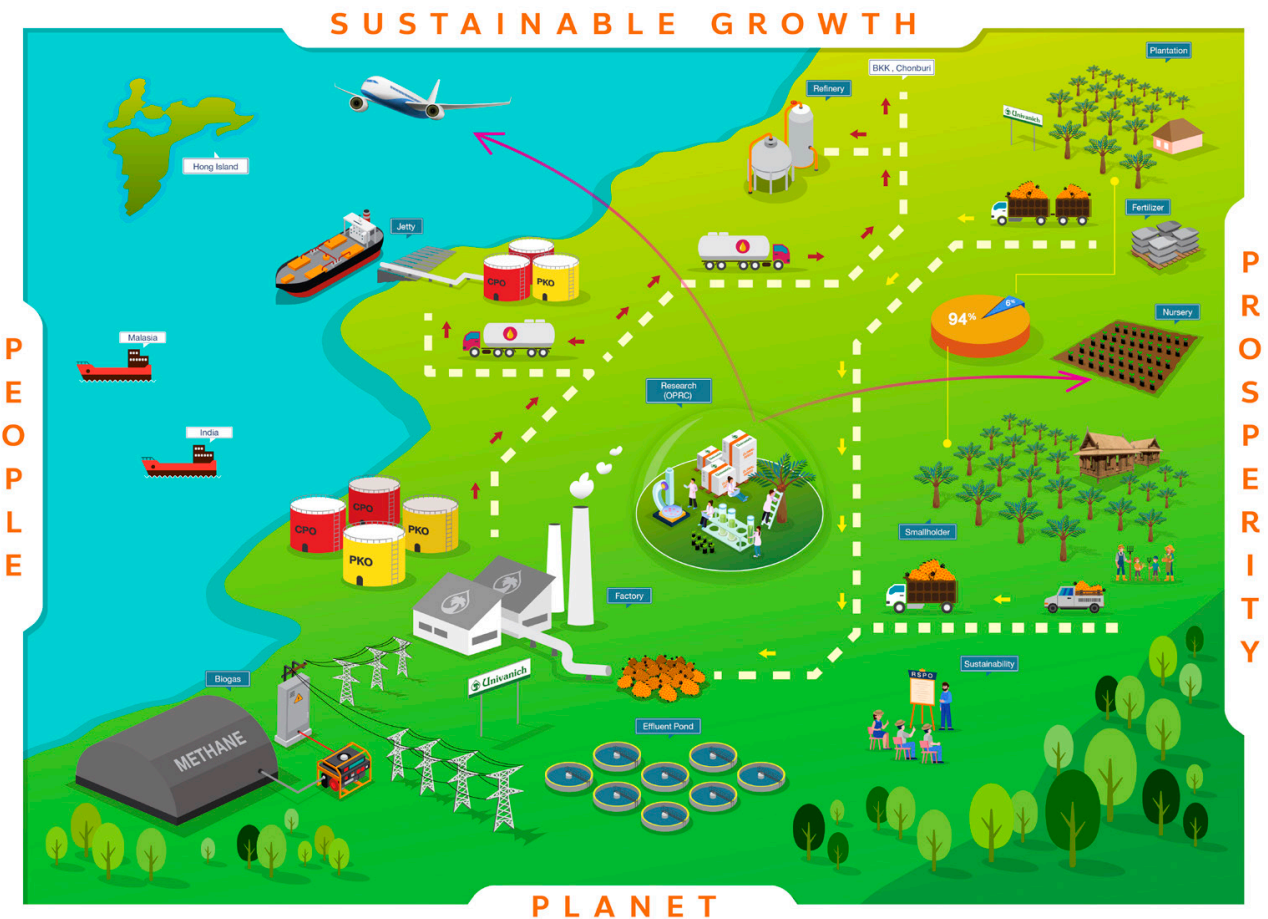 SUSTAINABLE GROWTH
Plantation
BKK , Chonburi
Refinery
Univanich
Hong Island
Fertilizer
Jetty
CPO
PKO
6%
94%
Nursery
Malasia
Research
(OPRC)
India
CPO
CPO
PKO
PKO
Smallholder
Factory
Sustainability
RSPO
Biogas
Univanich
METHANE
Effluent Pond
PEOPLE
PROSPERITY
PLANET